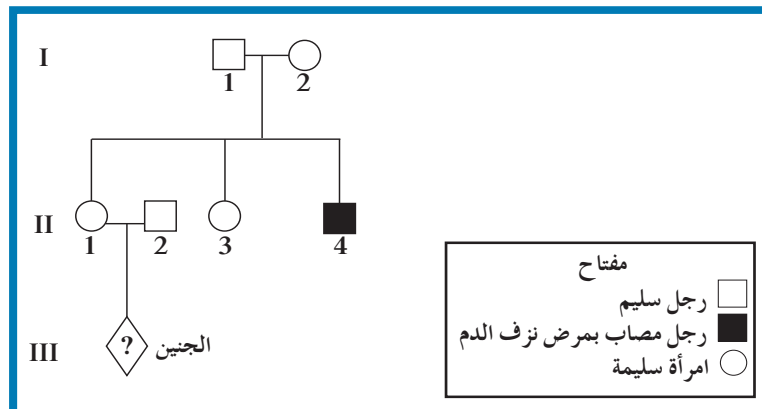 I
1 2
II
1 2 3 4
III
?
الجنين
مفتاح
رجل سليم
رجل مصاب بمرض نزف الدم
امرأة سليمة